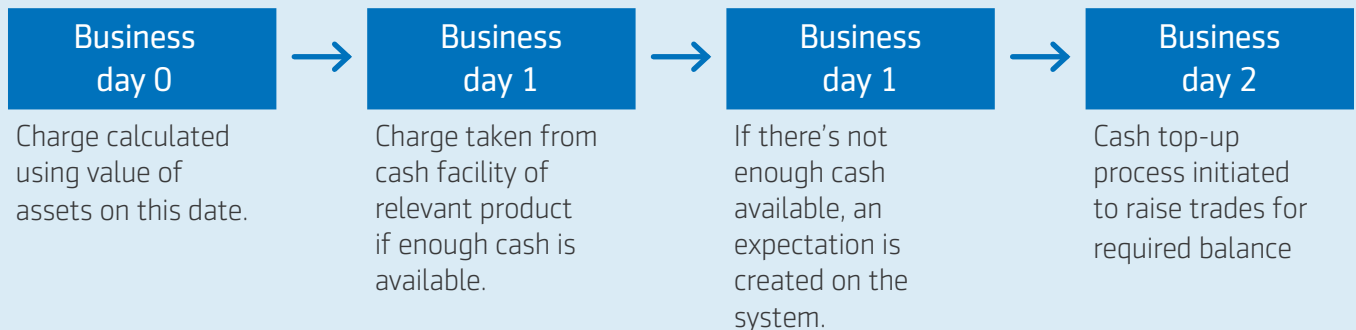 Business
day 0
Charge calculated
using value of
assets on this date.
Business
day 1
Charge taken from
cash facility of
relevant product
if enough cash is
available.
Business
day 1
If there’s not
enough cash
available, an
expectation is
created on the
system.
Business
day 2
Cash top-up
process initiated
to raise trades for
required balance